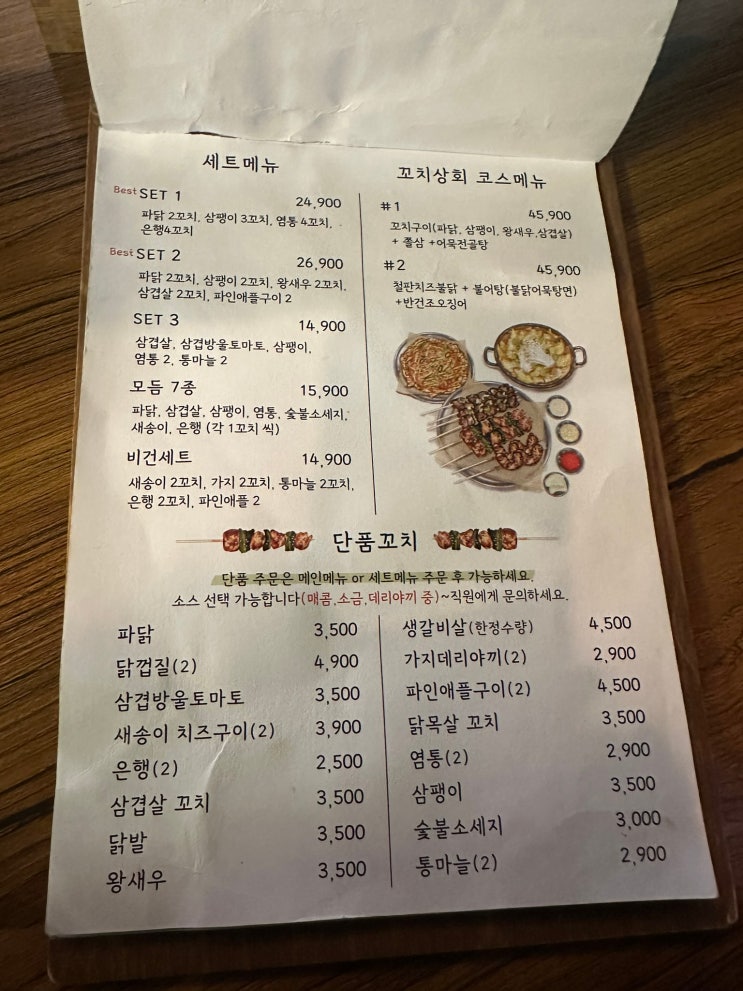 세트메뉴
Best SET 1 24,900
파닭 2꼬치, 삼팽이 3꼬치, 염통 4꼬치,
은행4꼬치
Best SET 2 26,900
파닭 2꼬치, 삼팽이 2꼬치, 왕새우 2꼬치,
삼겹살 2꼬치, 파인애플구이 2
SET 3 14,900
삼겹살, 삼겹방울토마토, 삼팽이,
염통 2, 통마늘 2
모듬 7종 15,900
파닭, 삼겹살, 삼팽이, 염통, 숯불소세지,
새송이, 은행 (각 1꼬치 씩)
비건세트 14,900
새송이 2꼬치, 가지 2꼬치, 통마늘 2꼬치,
은행 2꼬치, 파인애플 2
꼬치상회 코스메뉴
#1 45,900
꼬치구이(파닭, 삼팽이, 왕새우,삼겹살)
+ 쫄삼 +어묵전골탕
#2 45,900
철판치즈불닭 + 불어탕(불닭어묵탕면)
+반건조오징어
단품꼬치
단품 주문은 메인메뉴 or 세트메뉴 주문 후 가능하세요.
소스 선택 가능합니다(매콤,소금,데리야끼 중)~직원에게 문의하세요.
파닭 3,500
닭껍질(2) 4,900
삼겹방울토마토 3,500
새송이 치즈구이(2) 3,900
은행(2) 2,500
삼겹살 꼬치 3,500
닭발 3,500
왕새우 3,500
생갈비살(한정수량) 4,500
가지데리야끼(2) 2,900
파인애플구이(2) 4,500
닭목살 꼬치 3,500
염통(2) 2,900
삼팽이 3,500
숯불소세지 3,000
통마늘(2) 2,900